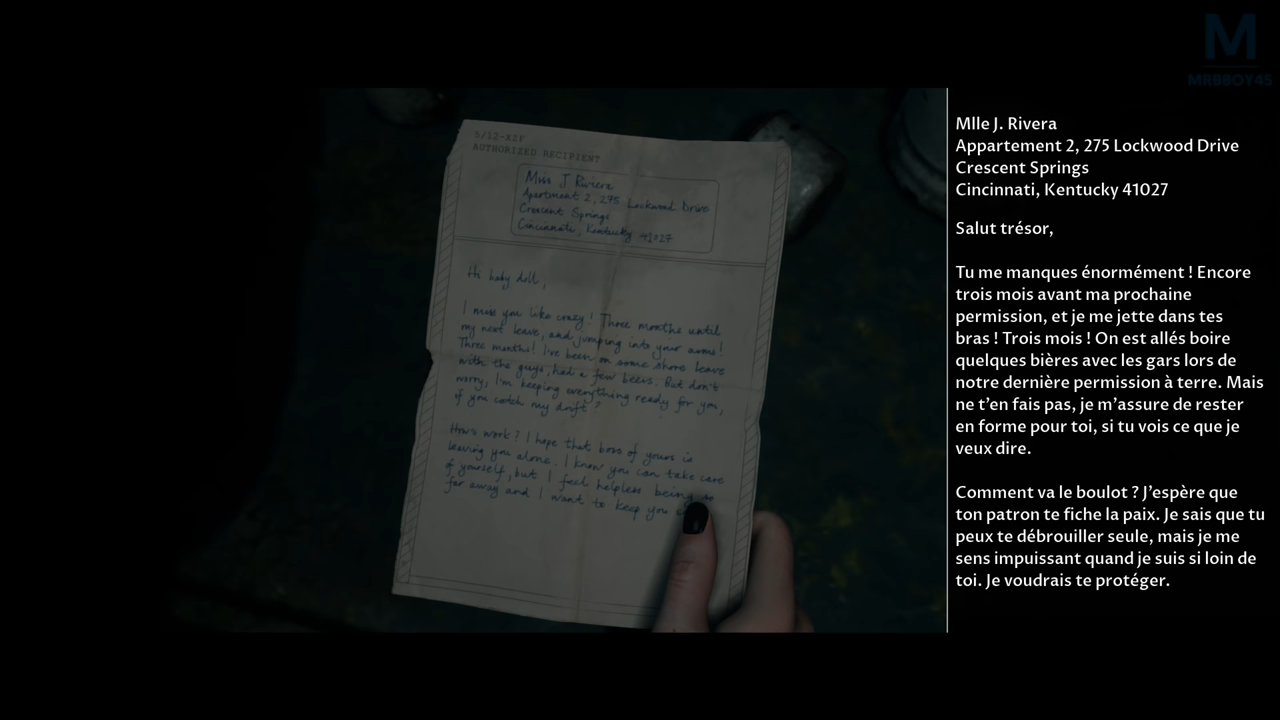 M
MRBBOY45
5/12-XZF
AUTHORIZED RECIPIENT
Miss J Riviera
Apartment 2, 275 Lockwood Drive
Crescent Springs
Cincinnati, Kentucky 41027
Hi baby doll,
I miss you like crazy! Three months until
my next leave, and jumping into your arms!
Three months! I've been on some shore leave
with the guys, had a few beers. But don't
worry, I'm keeping everything ready for you,
if you catch my drift?
How's work? I hope that boss of yours is
leaving you alone. I know you can take care
of yourself, but I feel helpless being so
far away and I want to keep you
Mlle J. Rivera
Appartement 2, 275 Lockwood Drive
Crescent Springs
Cincinnati, Kentucky 41027
Salut trésor,
Tu me manques énormément ! Encore
trois mois avant ma prochaine
permission, et je me jette dans tes
bras ! Trois mois ! On est allés boire
quelques bières avec les gars lors de
notre dernière permission à terre. Mais
ne t'en fais pas, je m'assure de rester
en forme pour toi, si tu vois ce que je
veux dire.
Comment va le boulot ? J'espère que
ton patron te fiche la paix. Je sais que tu
peux te débrouiller seule, mais je me
sens impuissant quand je suis si loin de
toi. Je voudrais te protéger.